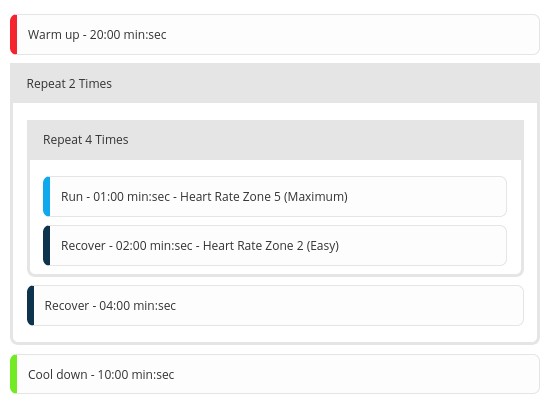 Warm up - 20:00 min:sec
Repeat 2 Times
Repeat 4 Times
Run - 01:00 min:sec - Heart Rate Zone 5 (Maximum)
Recover - 02:00 min:sec - Heart Rate Zone 2 (Easy)
Recover - 04:00 min:sec
Cool down - 10:00 min:sec